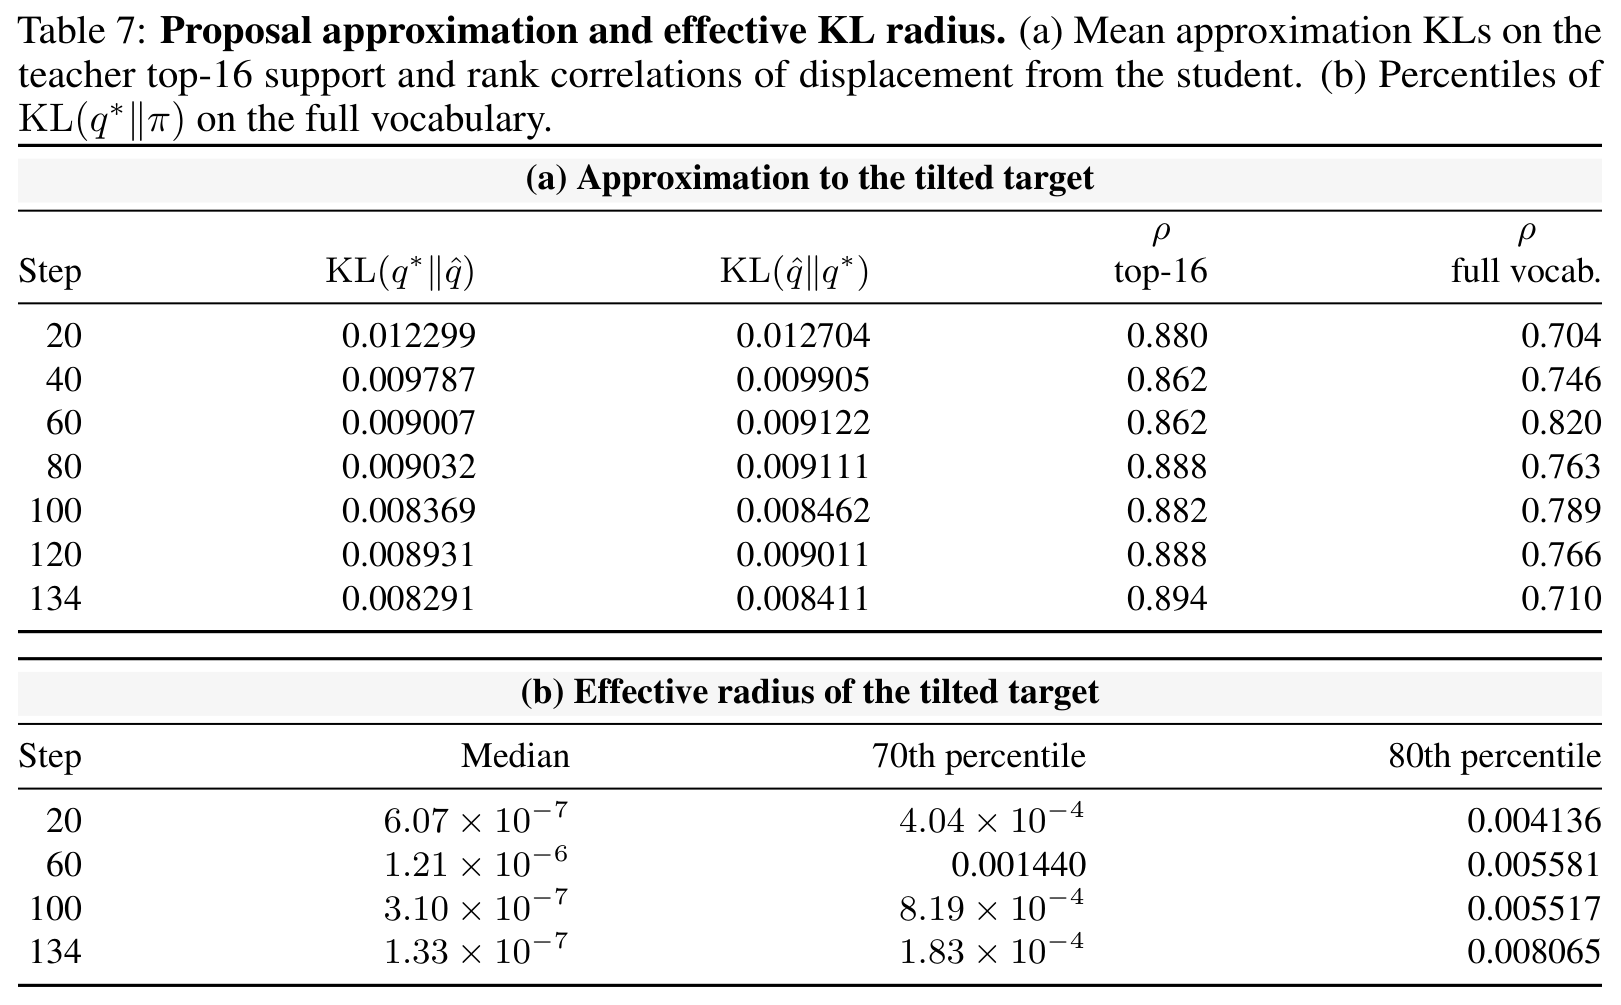 Table 7: Proposal approximation and effective KL radius. (a) Mean approximation KLs on the
teacher top-16 support and rank correlations of displacement from the student. (b) Percentiles of
KL(q*∥π) on the full vocabulary.
(a) Approximation to the tilted target
ρ ρ
Step KL(q*∥q̂) KL(q̂∥q*) top-16 full vocab.
20 0.012299 0.012704 0.880 0.704
40 0.009787 0.009905 0.862 0.746
60 0.009007 0.009122 0.862 0.820
80 0.009032 0.009111 0.888 0.763
100 0.008369 0.008462 0.882 0.789
120 0.008931 0.009011 0.888 0.766
134 0.008291 0.008411 0.894 0.710
(b) Effective radius of the tilted target
Step Median 70th percentile 80th percentile
20 6.07 × 10⁻⁷ 4.04 × 10⁻⁴ 0.004136
60 1.21 × 10⁻⁶ 0.001440 0.005581
100 3.10 × 10⁻⁷ 8.19 × 10⁻⁴ 0.005517
134 1.33 × 10⁻⁷ 1.83 × 10⁻⁴ 0.008065